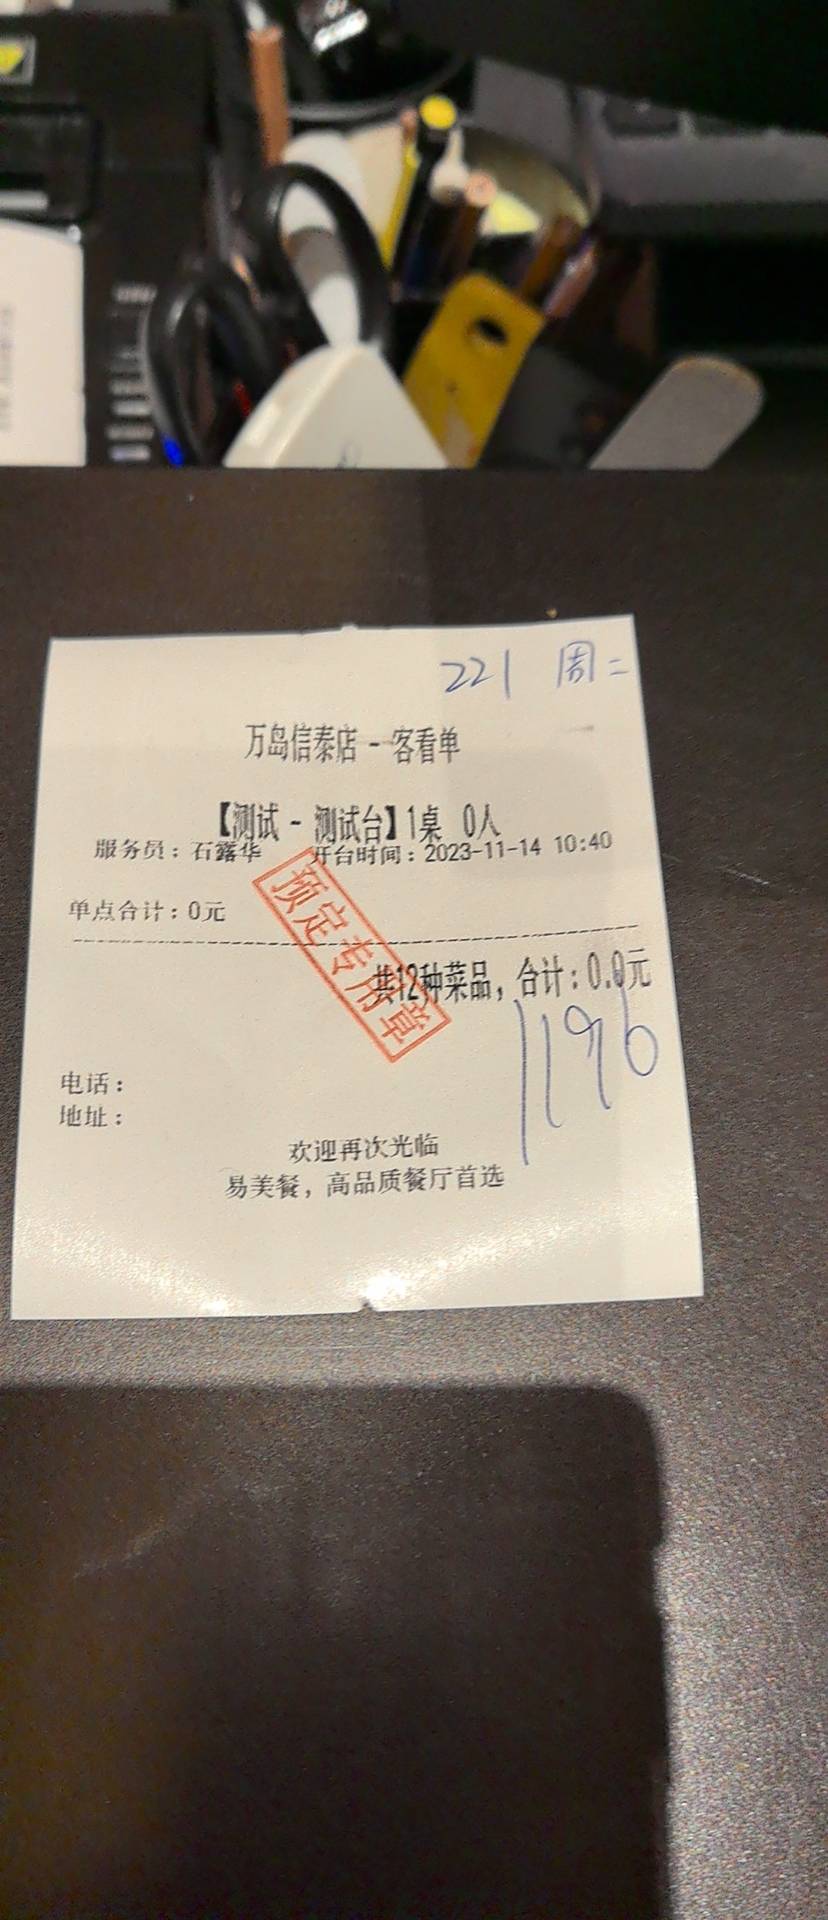 221 周二
万岛信泰店 - 客看单
【测试 - 测试台】1桌 0人
服务员：石露华 开台时间：2023-11-14 10:40
单点合计：0元
预定专用章
共12种菜品，合计：0.0元
1196
电话：
地址：
欢迎再次光临
易美餐，高品质餐厅首选